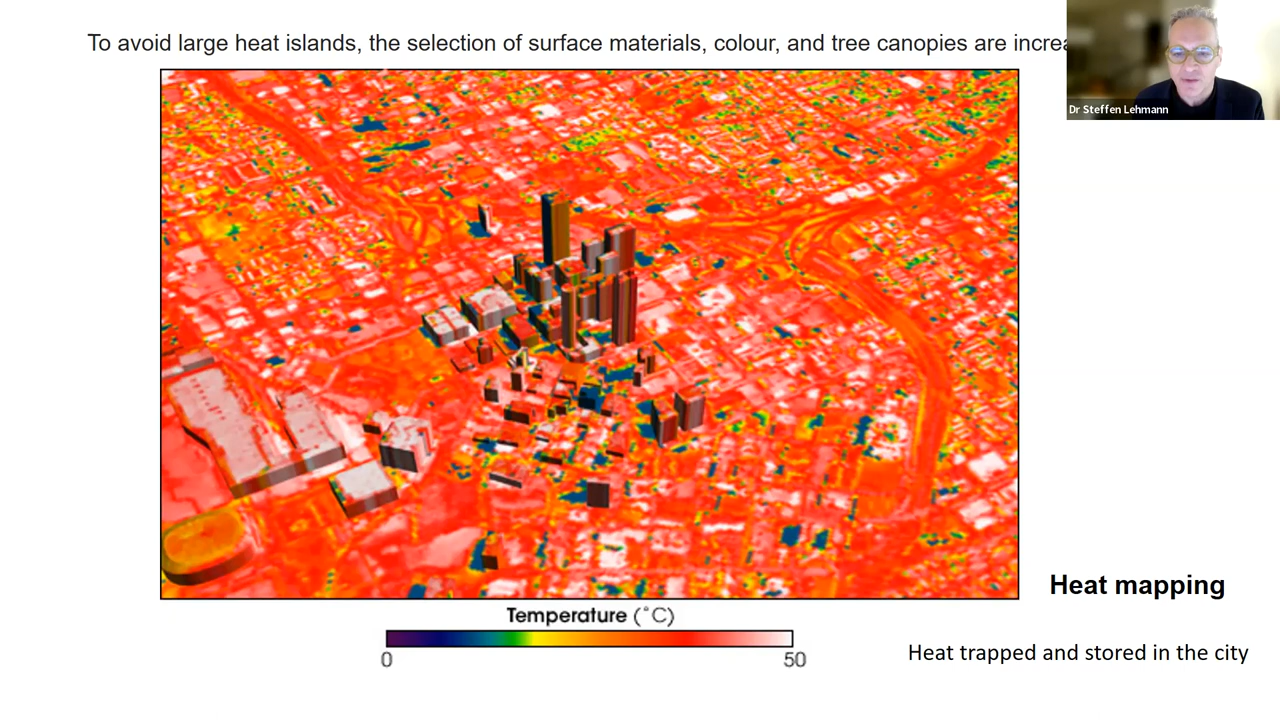 To avoid large heat islands, the selection of surface materials, colour, and tree canopies are
Dr Steffen Lehmann
Heat mapping
Temperature (°C)
0 50
Heat trapped and stored in the city